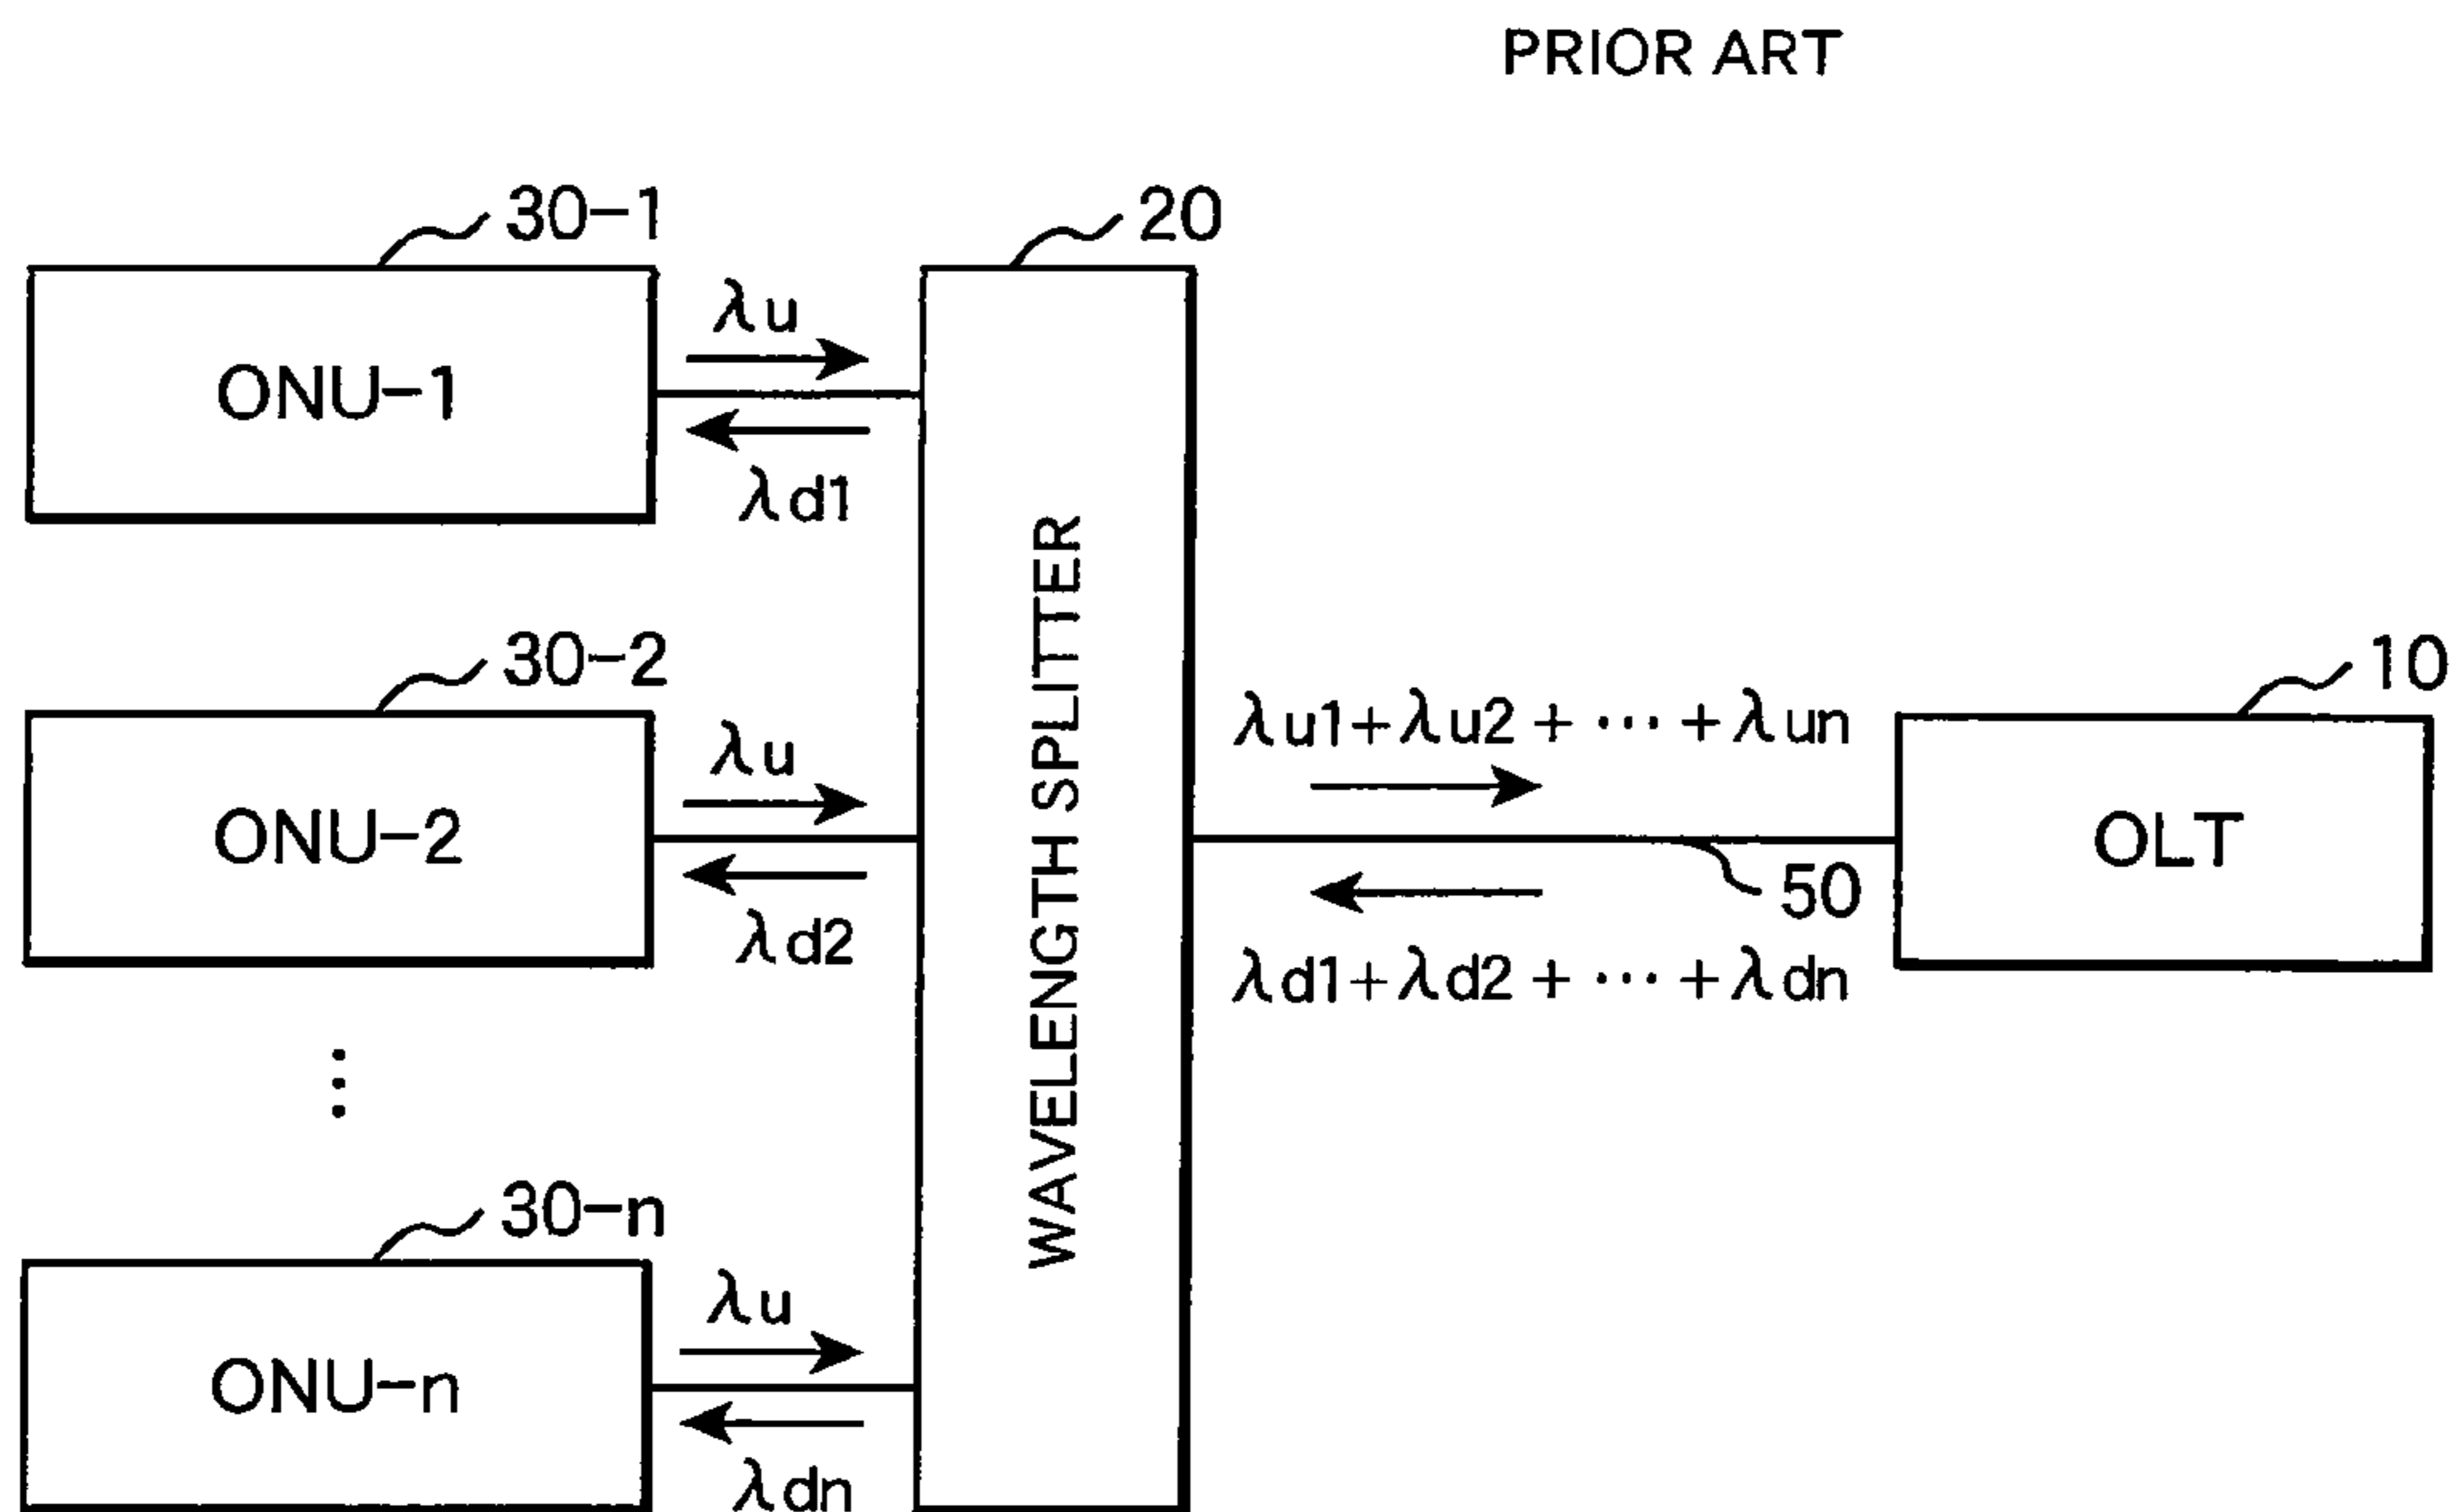 PRIOR ART
30-1
20
λu
ONU-1
λd1
30-2
10
λu
λu1+λu2+···+λun
ONU-2
WAVELENGTH SPLITTER
OLT
50
λd2
λd1+λd2+···+λdn
30-n
λu
ONU-n
λdn